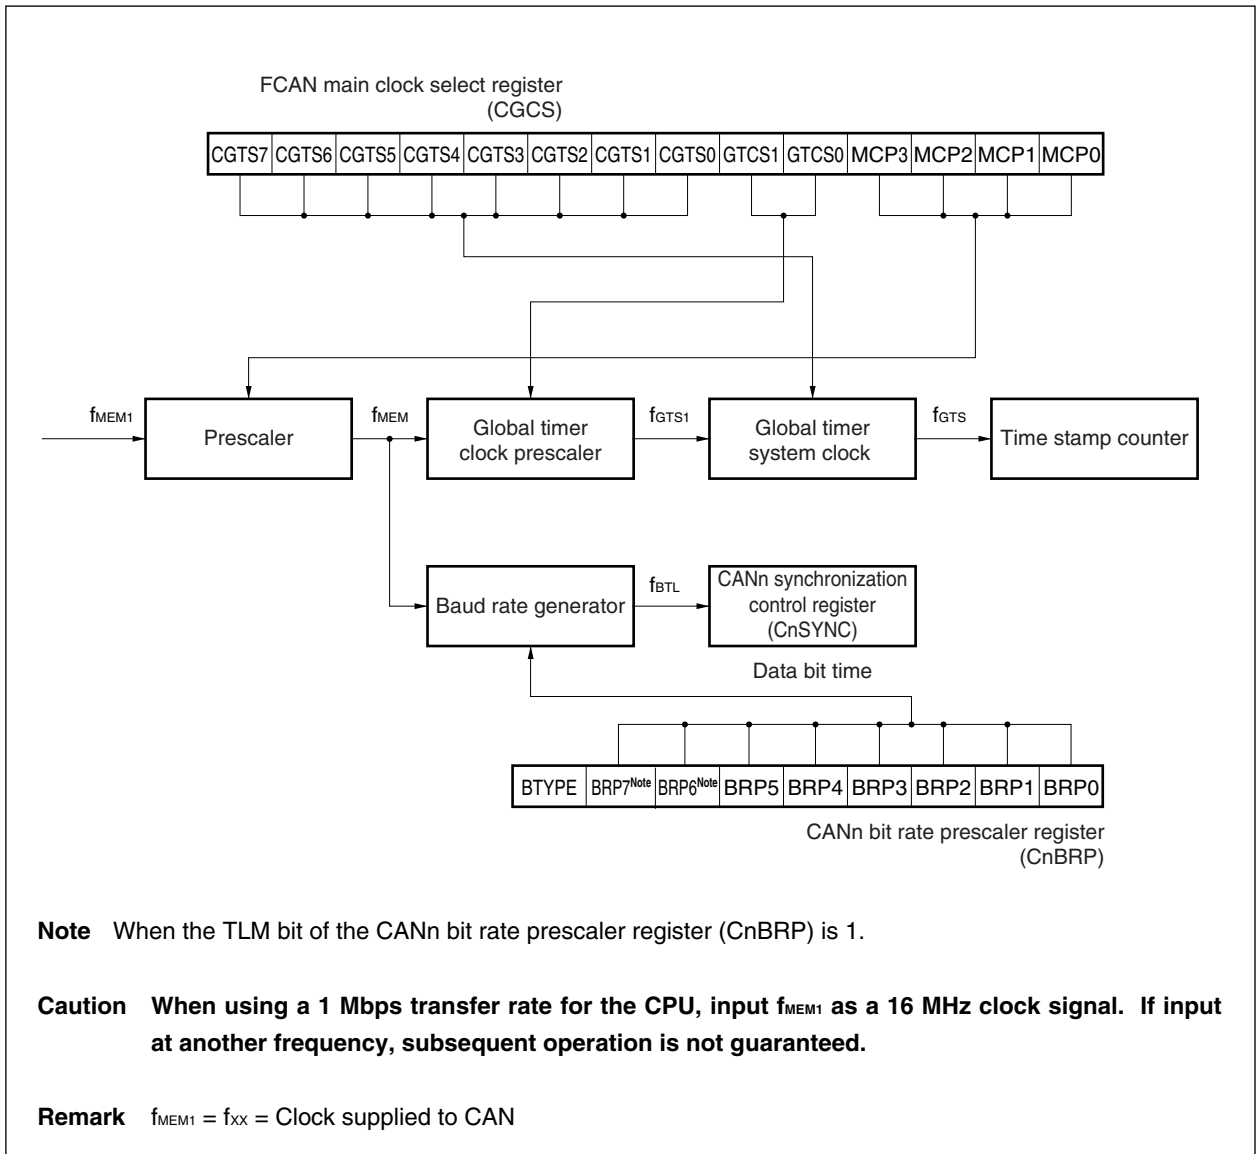 FCAN main clock select register
(CGCS)
CGTS7 CGTS6 CGTS5 CGTS4 CGTS3 CGTS2 CGTS1 CGTS0 GTCS1 GTCS0 MCP3 MCP2 MCP1 MCP0
fMEM1
Prescaler
fMEM
Global timer
clock prescaler
fGTS1
Global timer
system clock
fGTS
Time stamp counter
Baud rate generator
fBTL
CANn synchronization
control register
(CnSYNC)
Data bit time
BTYPE BRP7Note BRP6Note BRP5 BRP4 BRP3 BRP2 BRP1 BRP0
CANn bit rate prescaler register
(CnBRP)
Note When the TLM bit of the CANn bit rate prescaler register (CnBRP) is 1.
Caution When using a 1 Mbps transfer rate for the CPU, input fMEM1 as a 16 MHz clock signal. If input
at another frequency, subsequent operation is not guaranteed.
Remark fMEM1 = fXX = Clock supplied to CAN